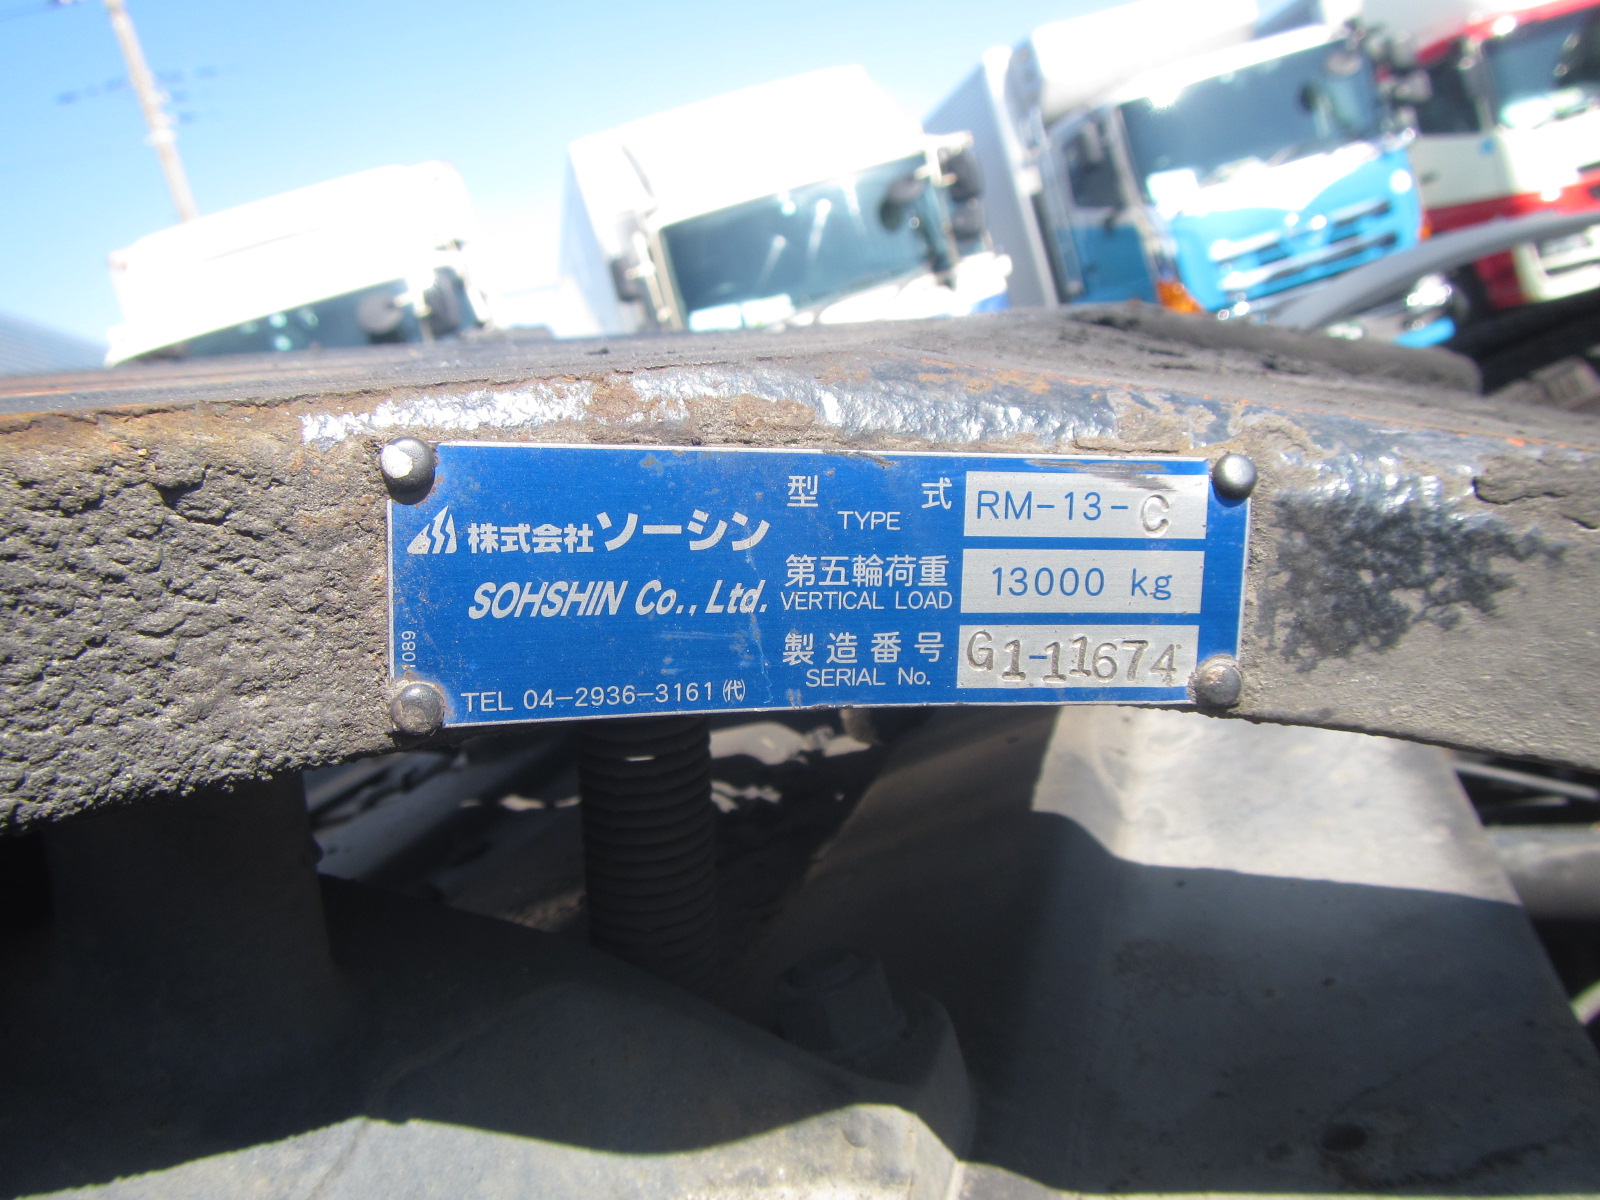 株式会社ソーシン
SOHSHIN Co., Ltd.
TEL 04-2936-3161 ㈹
1089
型 式 RM-13-C
TYPE
第五輪荷重 13000 kg
VERTICAL LOAD
製造番号 G1-11674
SERIAL No.